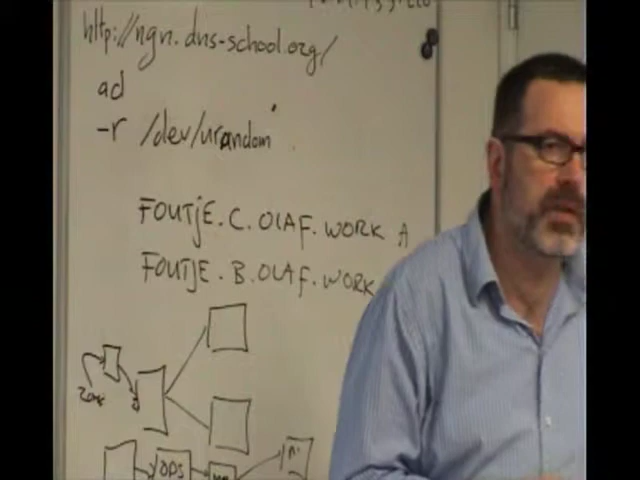 http://ngn.dns-school.org/
ad
-r /dev/urandom
FOUTJE.C.OLAF.WORK A
FOUTJE.B.OLAF.WORK